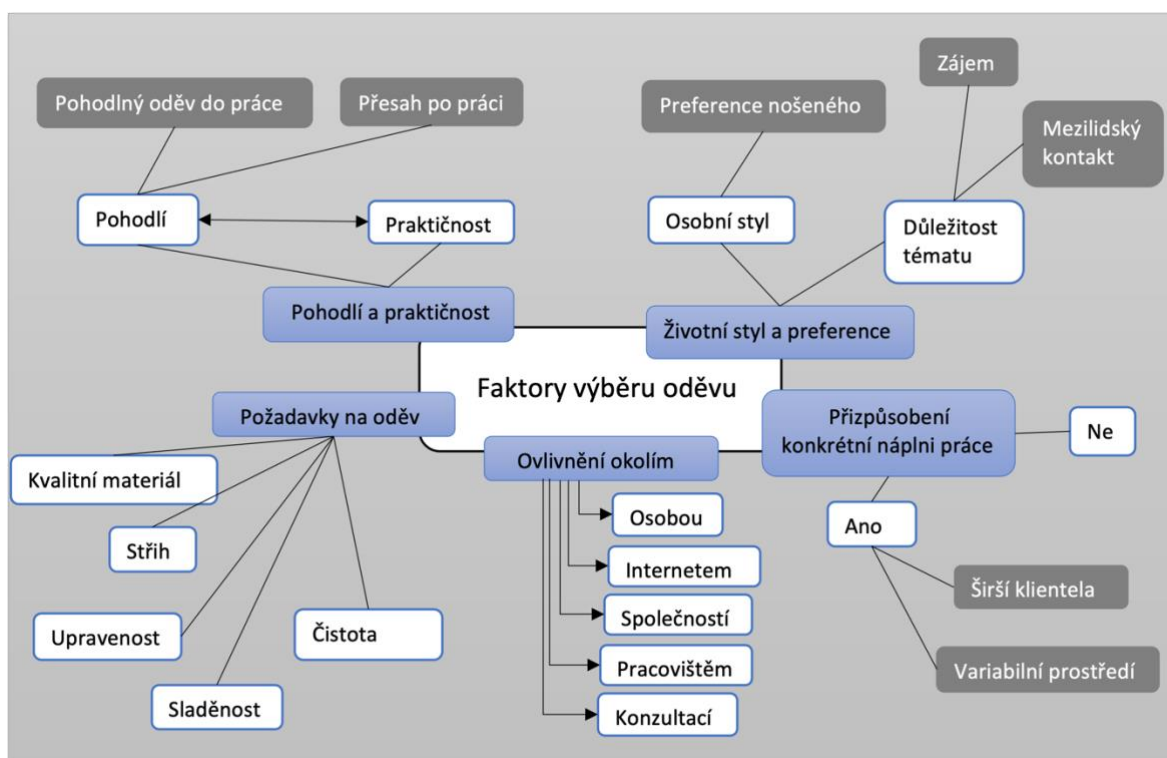 Zájem
Pohodlný oděv do práce
Přesah po práci
Preference nošeného
Mezilidský
kontakt
Pohodlí
Praktičnost
Osobní styl
Důležitost
tématu
Pohodlí a praktičnost
Životní styl a preference
Faktory výběru oděvu
Požadavky na oděv
Přizpůsobení
konkrétní náplni práce
Ne
Ovlivnění okolím
Kvalitní materiál
Osobou
Ano
Střih
Internetem
Širší klientela
Společností
Upravenost
Čistota
Pracovištěm
Variabilní prostředí
Sladěnost
Konzultací